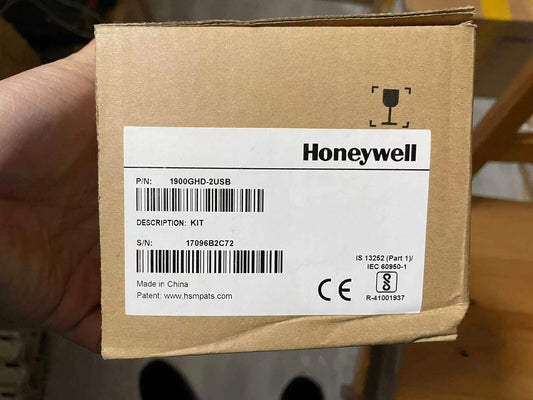 Honeywell
P/N: 1900GHD-2USB
DESCRIPTION: KIT
S/N: 17096B2C72
IS 13252 (Part 1)/
IEC 60950-1
CE
Made in China
Patent: www.hsmpats.com
R-41001937